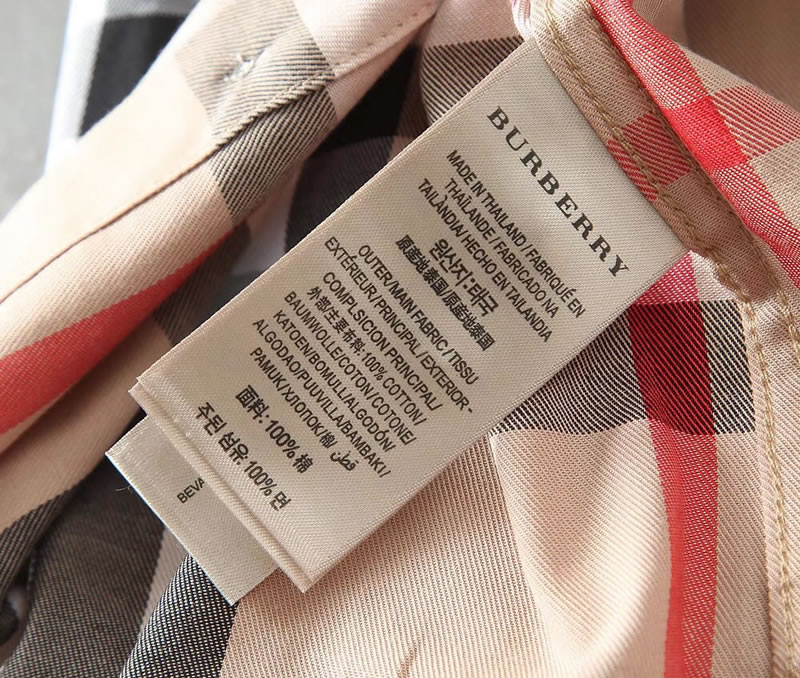 BURBERRY
MADE IN THAILAND/FABRIQUÉ EN
THAÏLANDE/FABRICADO NA
TAILÂNDIA/HECHO EN TAILANDIA
원산지:태국
原産地泰国/原産地泰国
OUTER/MAIN FABRIC/TISSU
EXTÉRIEUR/PRINCIPAL/EXTERIOR-
COMPLSICION PRINCIPAL/
外部主要布料:100% COTTON/
BAUMWOLLE/COTON/COTONE/
KATOEN/BOMULL/ALGODÓN/
ALGODAO/PUUVILLA/BAMBAKI/
PAMUK/ХЛОПОК/棉/قطن
面料:100% 棉
주된 섬유:100% 면
BEVA